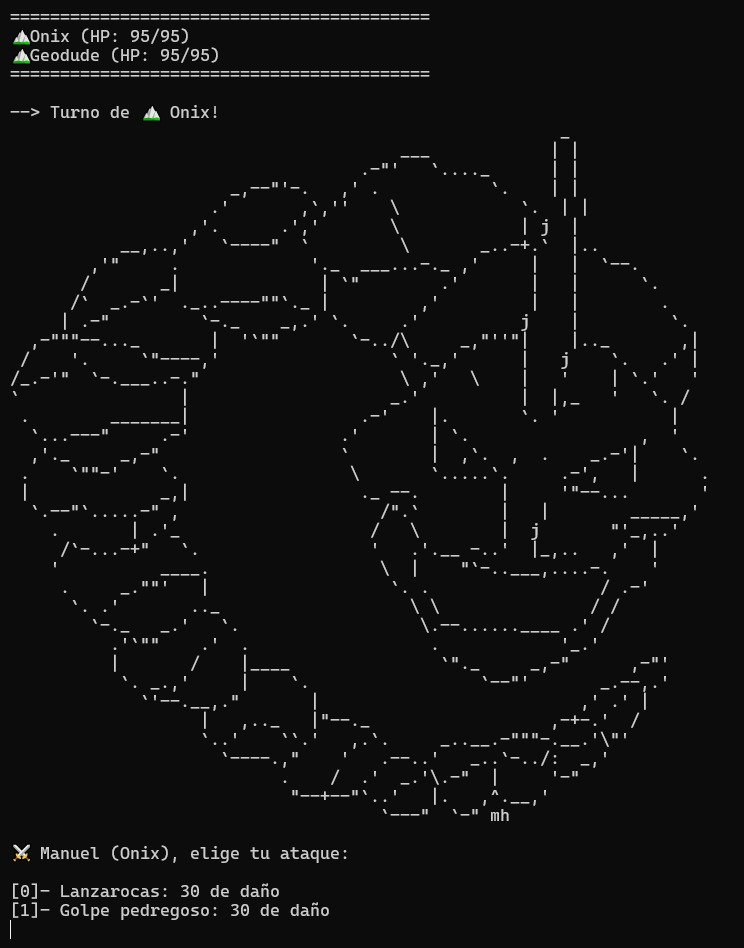 Onix (HP: 95/95)
Geodude (HP: 95/95)
--> Turno de Onix!
mh
Manuel (Onix), elige tu ataque:
[0]- Lanzarocas: 30 de daño
[1]- Golpe pedregoso: 30 de daño